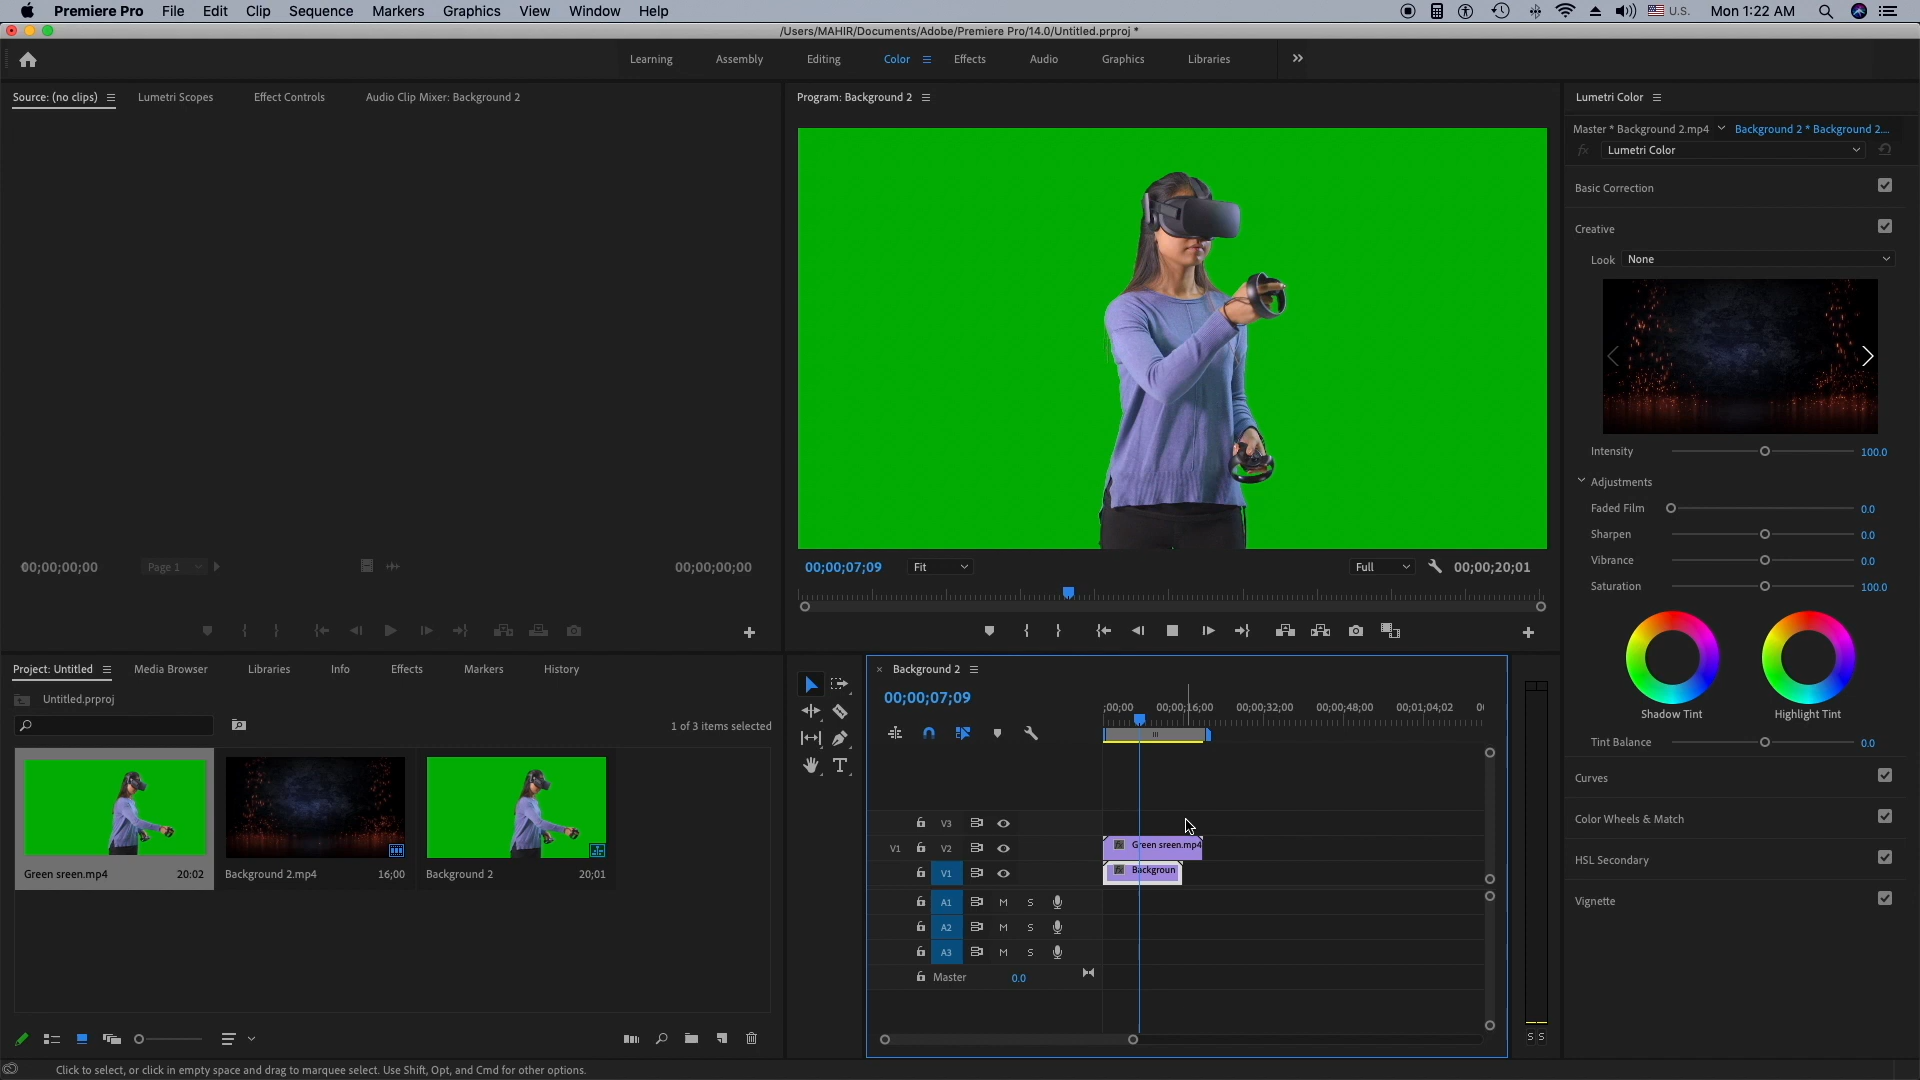 Premiere Pro File Edit Clip Sequence Markers Graphics View Window Help U.S. Mon 1:22 AM
/Users/MAHIR/Documents/Adobe/Premiere Pro/14.0/Untitled.prproj *
Learning Assembly Editing Color Effects Audio Graphics Libraries
Source: (no clips) Lumetri Scopes Effect Controls Audio Clip Mixer: Background 2
Program: Background 2
Lumetri Color
Master * Background 2.mp4 Background 2 * Background 2....
fx Lumetri Color
Basic Correction
Creative
Look None
Intensity 100.0
Adjustments
Faded Film 0.0
Sharpen 0.0
Vibrance 0.0
Saturation 100.0
Shadow Tint Highlight Tint
Tint Balance 0.0
Curves
Color Wheels & Match
HSL Secondary
Vignette
00;00;00;00 Page 1 00;00;00;00
00;00;07;09 Fit Full 00;00;20;01
Project: Untitled Media Browser Libraries Info Effects Markers History
Untitled.prproj
1 of 3 items selected
Green sreen.mp4 20:02
Background 2.mp4 16;00
Background 2 20;01
× Background 2
00;00;07;09
;00;00 00;00;16;00 00;00;32;00 00;00;48;00 00;01;04;02 00
V3
V1 V2 fx Green sreen.mp4
V1 fx Backgroun
A1 M S
A2 M S
A3 M S
Master 0.0
S S
Click to select, or click in empty space and drag to marquee select. Use Shift, Opt, and Cmd for other options.